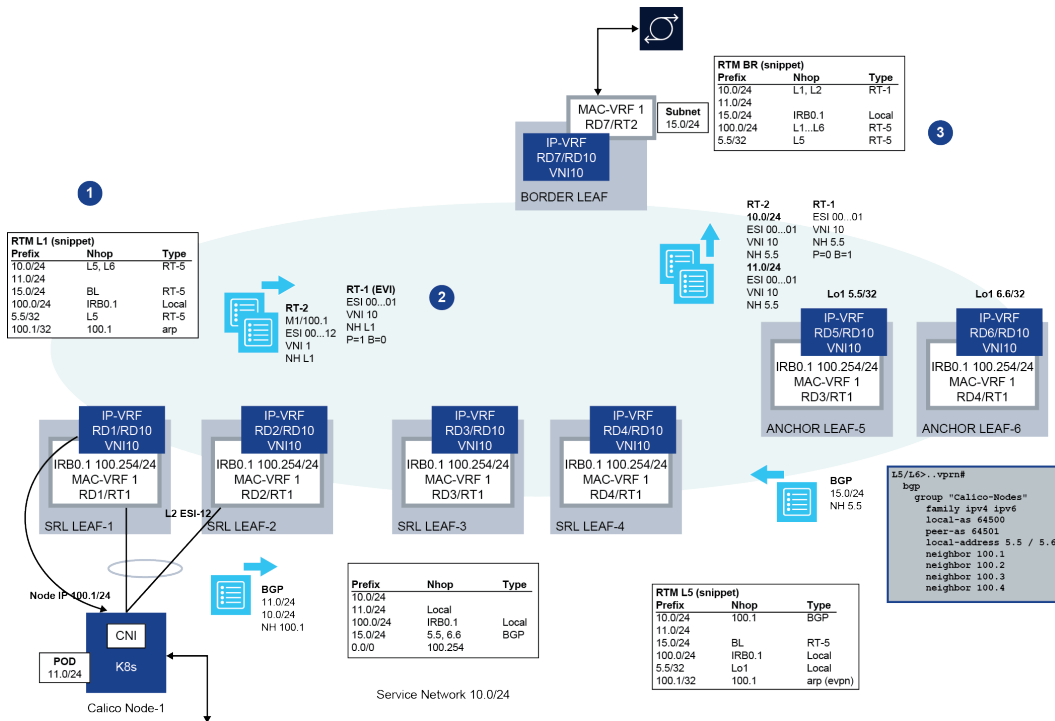 MAC-VRF 1
RD7/RT2
Subnet
15.0/24
IP-VRF
RD7/RD10
VNI10
BORDER LEAF
RTM BR (snippet)
Prefix Nhop Type
10.0/24 L1, L2 RT-1
11.0/24
15.0/24 IRB0.1 Local
100.0/24 L1...L6 RT-5
5.5/32 L5 RT-5
3
1
RTM L1 (snippet)
Prefix Nhop Type
10.0/24 L5, L6 RT-5
11.0/24
15.0/24 BL RT-5
100.0/24 IRB0.1 Local
5.5/32 L5 RT-5
100.1/32 100.1 arp
RT-2
M1/100.1
ESI 00...12
VNI 1
NH L1
RT-1 (EVI)
ESI 00...01
VNI 10
NH L1
P=1 B=0
2
RT-2
10.0/24
ESI 00...01
VNI 10
NH 5.5
11.0/24
ESI 00...01
VNI 10
NH 5.5
RT-1
ESI 00...01
VNI 10
NH 5.5
P=0 B=1
Lo1 5.5/32
IP-VRF
RD5/RD10
VNI10
IRB0.1 100.254/24
MAC-VRF 1
RD3/RT1
ANCHOR LEAF-5
Lo1 6.6/32
IP-VRF
RD6/RD10
VNI10
IRB0.1 100.254/24
MAC-VRF 1
RD4/RT1
ANCHOR LEAF-6
IP-VRF
RD1/RD10
VNI10
IRB0.1 100.254/24
MAC-VRF 1
RD1/RT1
SRL LEAF-1
IP-VRF
RD2/RD10
VNI10
IRB0.1 100.254/24
MAC-VRF 1
RD2/RT1
SRL LEAF-2
L2 ESI-12
IP-VRF
RD3/RD10
VNI10
IRB0.1 100.254/24
MAC-VRF 1
RD3/RT1
SRL LEAF-3
IP-VRF
RD4/RD10
VNI10
IRB0.1 100.254/24
MAC-VRF 1
RD4/RT1
SRL LEAF-4
BGP
15.0/24
NH 5.5
L5/L6>..vprn#
bgp
group "Calico-Nodes"
family ipv4 ipv6
local-as 64500
peer-as 64501
local-address 5.5 / 5.6
neighbor 100.1
neighbor 100.2
neighbor 100.3
neighbor 100.4
Node IP 100.1/24
BGP
11.0/24
10.0/24
NH 100.1
CNI
K8s
POD
11.0/24
Calico Node-1
Prefix Nhop Type
10.0/24
11.0/24 Local
100.0/24 IRB0.1 Local
15.0/24 5.5, 6.6 BGP
0.0/0 100.254
Service Network 10.0/24
RTM L5 (snippet)
Prefix Nhop Type
10.0/24 100.1 BGP
11.0/24
15.0/24 BL RT-5
100.0/24 IRB0.1 Local
5.5/32 Lo1 Local
100.1/32 100.1 arp (evpn)